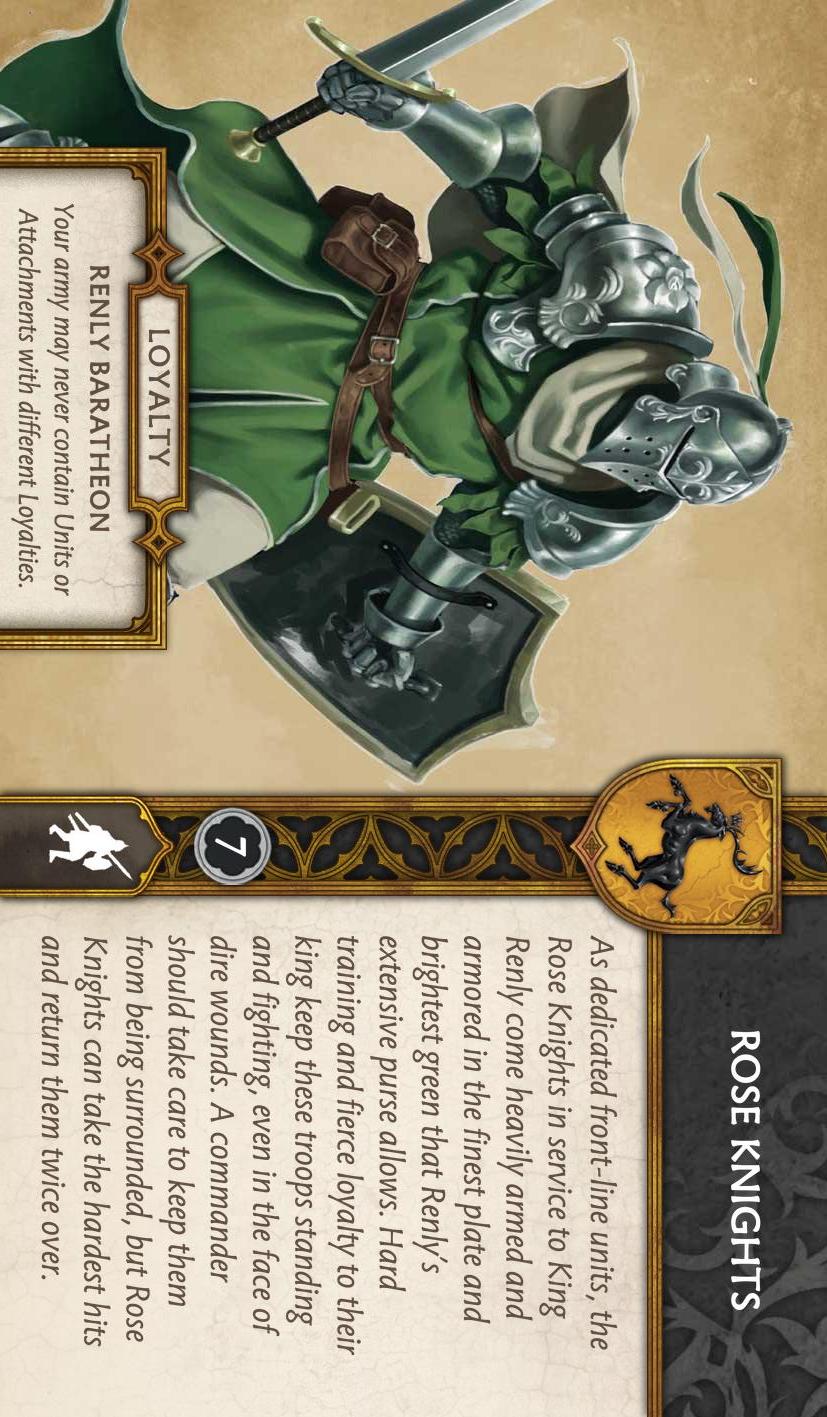 ROSE KNIGHTS
As dedicated front-line units, the
Rose Knights in service to King
Renly come heavily armed and
armored in the finest plate and
brightest green that Renly's
extensive purse allows. Hard
training and fierce loyalty to their
king keep these troops standing
and fighting, even in the face of
dire wounds. A commander
should take care to keep them
from being surrounded, but Rose
Knights can take the hardest hits
and return them twice over.
7
LOYALTY
RENLY BARATHEON
Your army may never contain Units or
Attachments with different Loyalties.